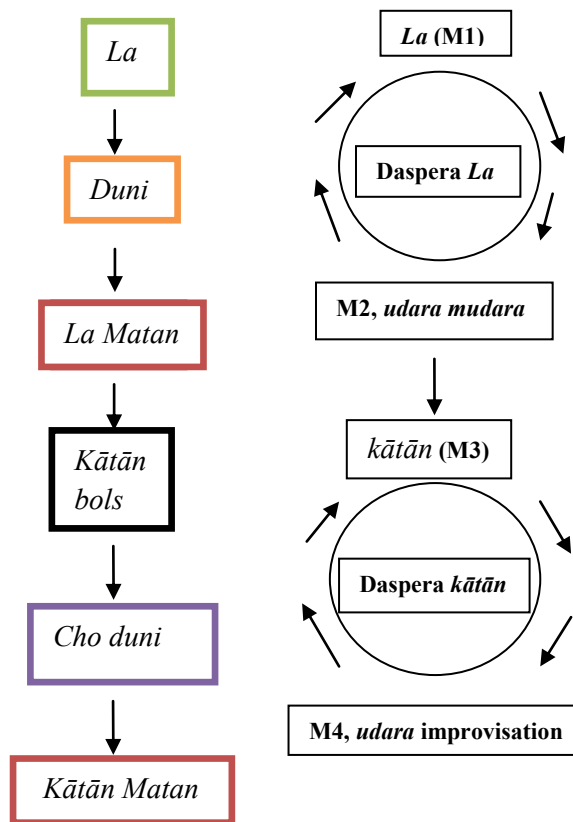 La
Duni
La Matan
Kātān
bols
Cho duni
Kātān Matan
La (M1)
Daspera La
M2, udara mudara
kātān (M3)
Daspera kātān
M4, udara improvisation